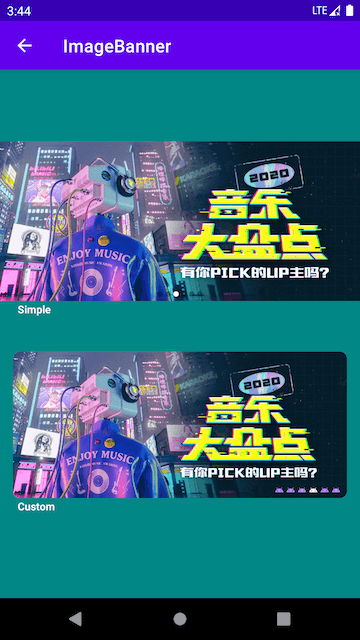 3:44
LTE
ImageBanner
2020
音乐
大盘点
有你PICK的UP主吗?
ENJOY MUSIC
Simple
2020
音乐
大盘点
有你PICK的UP主吗?
ENJOY MUSIC
Custom